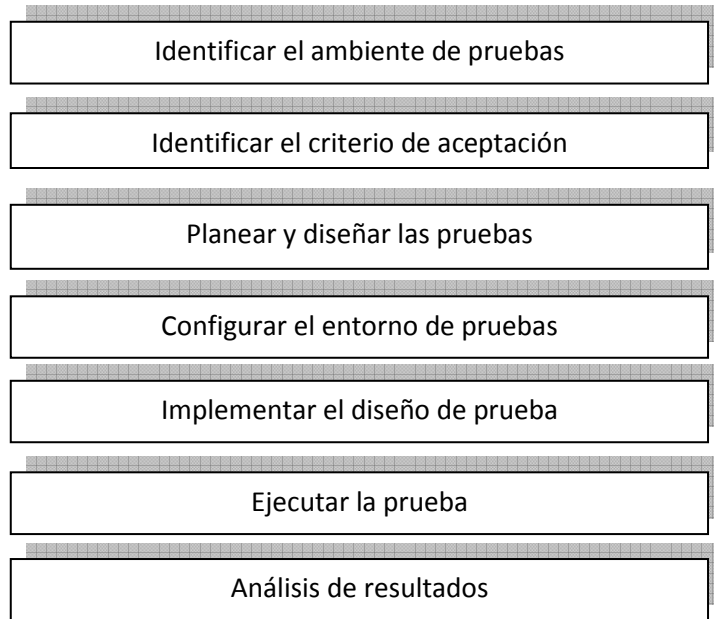 Identificar el ambiente de pruebas
Identificar el criterio de aceptación
Planear y diseñar las pruebas
Configurar el entorno de pruebas
Implementar el diseño de prueba
Ejecutar la prueba
Análisis de resultados